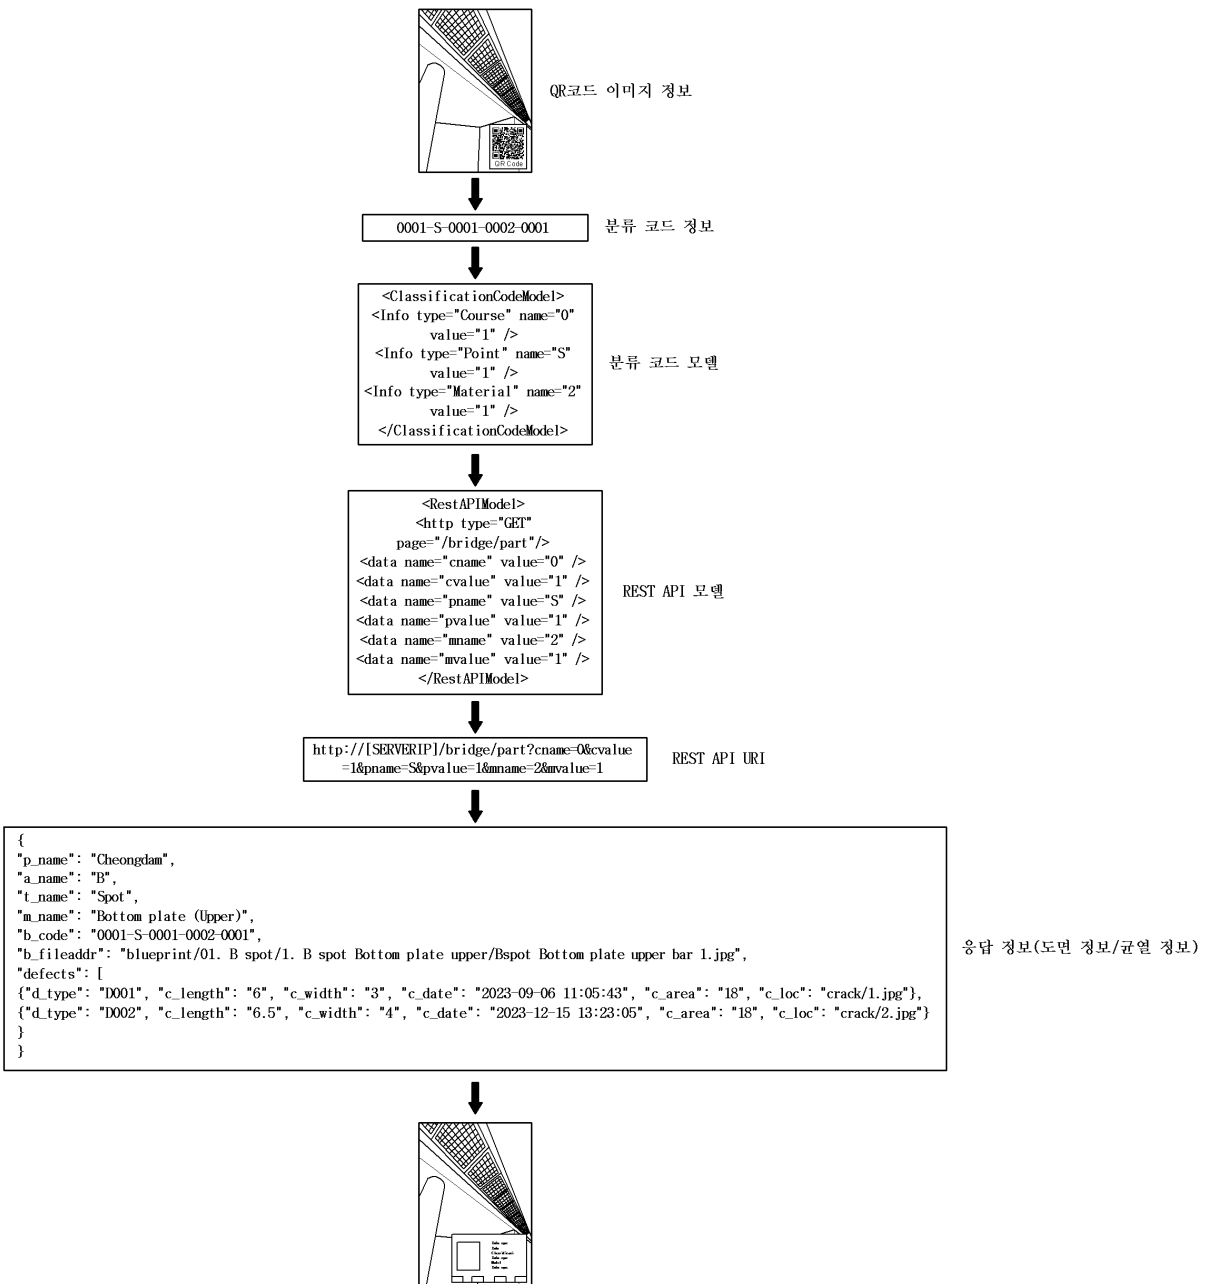 QR코드 이미지 정보
QR Code
0001-S-0001-0002-0001
분류 코드 정보
<ClassificationCodeModel>
<Info type="Course" name="0"
value="1" />
<Info type="Point" name="S"
value="1" />
<Info type="Material" name="2"
value="1" />
</ClassificationCodeModel>
분류 코드 모델
<RestAPIModel>
<http type="GET"
page="/bridge/part"/>
<data name="cname" value="0" />
<data name="cvalue" value="1" />
<data name="pname" value="S" />
<data name="pvalue" value="1" />
<data name="mname" value="2" />
<data name="mvalue" value="1" />
</RestAPIModel>
REST API 모델
http://[SERVERIP]/bridge/part?cname=0&cvalue
=1&pname=S&pvalue=1&mname=2&mvalue=1
REST API URI
{
"p_name": "Cheongdam",
"a_name": "B",
"t_name": "Spot",
"m_name": "Bottom plate (Upper)",
"b_code": "0001-S-0001-0002-0001",
"b_fileaddr": "blueprint/01. B spot/1. B spot Bottom plate upper/Bspot Bottom plate upper bar 1.jpg",
"defects": [
{"d_type": "D001", "c_length": "6", "c_width": "3", "c_date": "2023-09-06 11:05:43", "c_area": "18", "c_loc": "crack/1.jpg"},
{"d_type": "D002", "c_length": "6.5", "c_width": "4", "c_date": "2023-12-15 13:23:05", "c_area": "18", "c_loc": "crack/2.jpg"}
}
}
응답 정보(도면 정보/균열 정보)